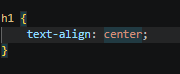 h1 {
    text-align: center;
}